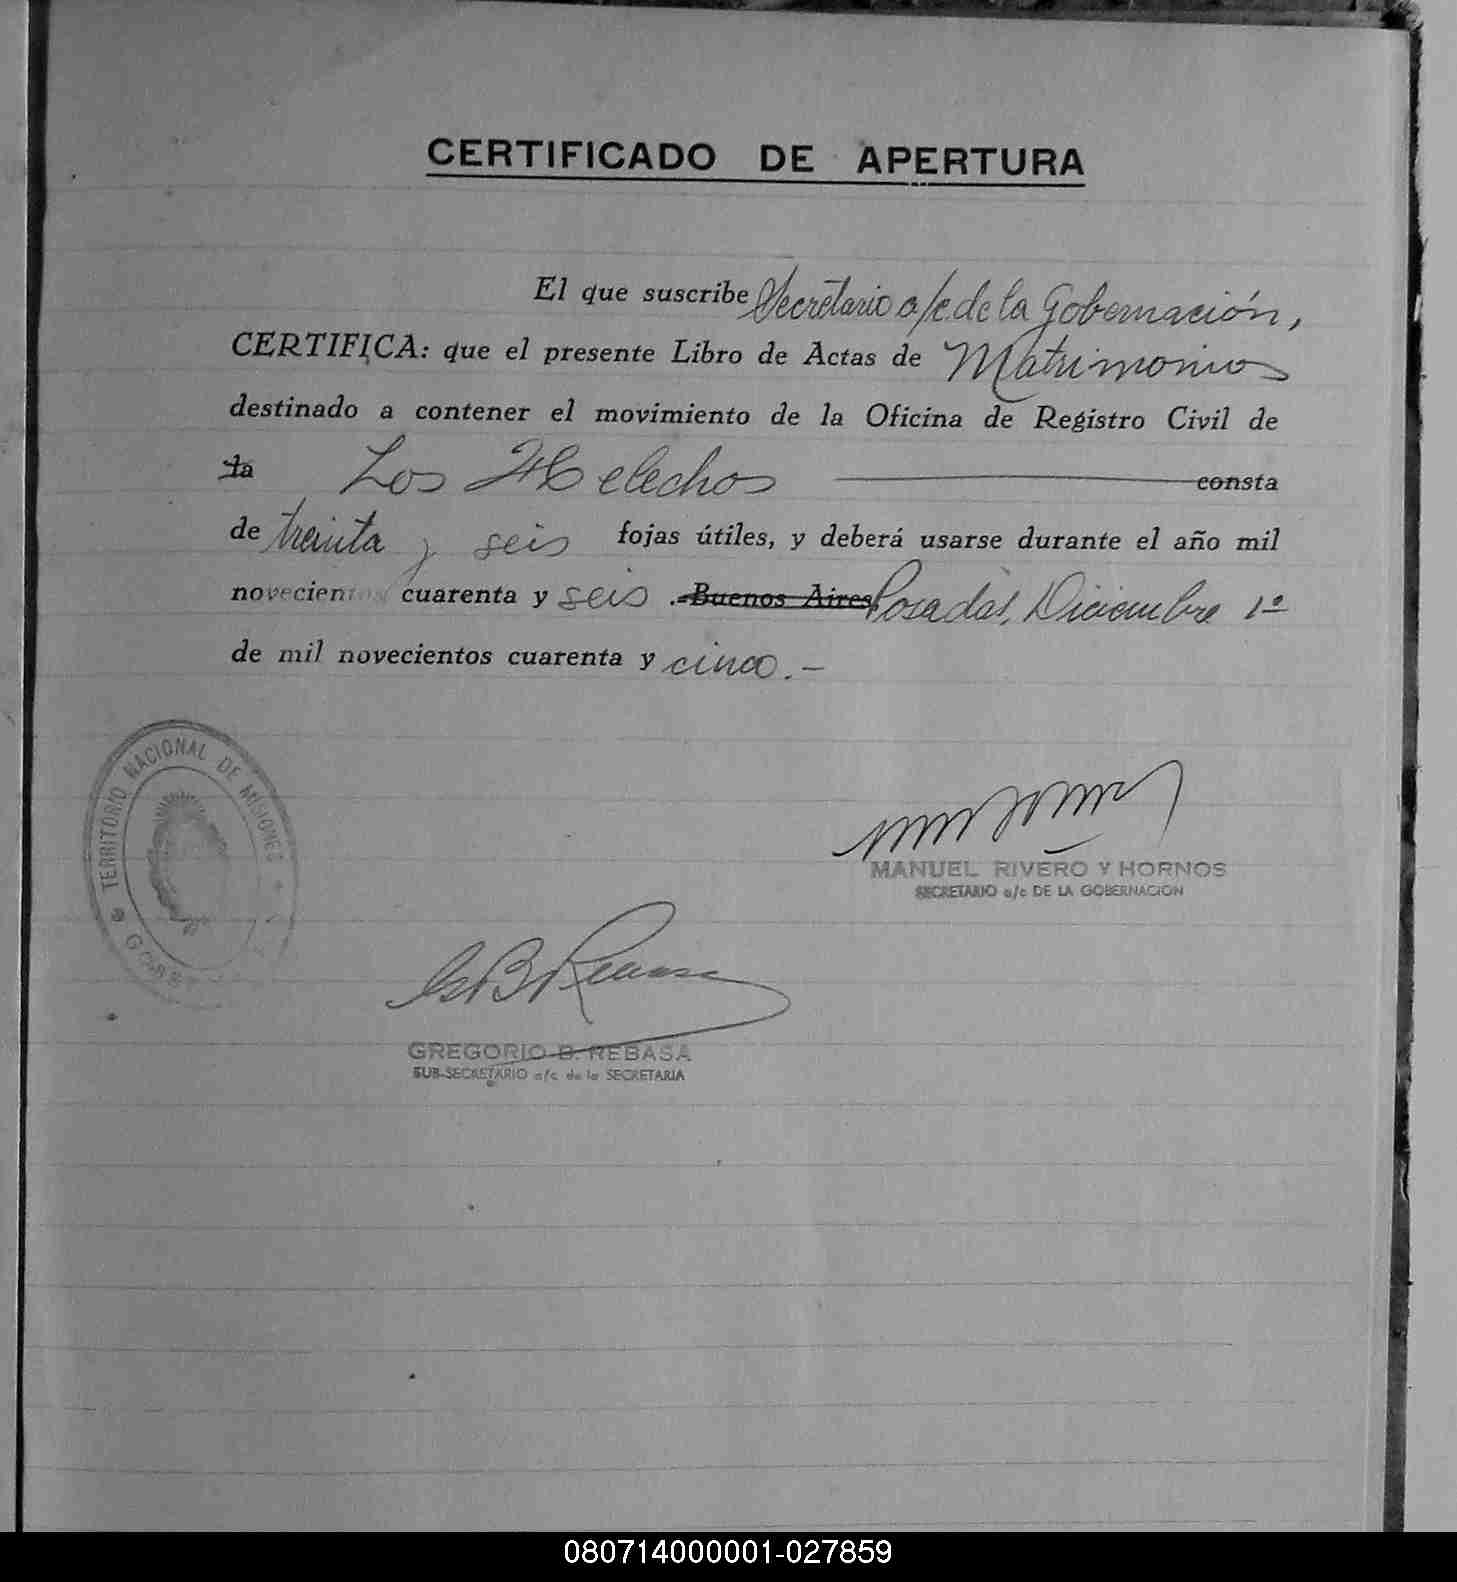 CERTIFICADO DE APERTURA
El que suscribe Secretario a/c. de la Gobernación,
CERTIFICA: que el presente Libro de Actas de Matrimonios
destinado a contener el movimiento de la Oficina de Registro Civil de
la Los Helechos consta
de treinta y seis fojas útiles, y deberá usarse durante el año mil
novecientos cuarenta y seis. Buenos Aires Posadas, Diciembre 1º
de mil novecientos cuarenta y cinco.-
TERRITORIO NACIONAL DE MISIONES
MANUEL RIVERO Y HORNOS
SECRETARIO a/c DE LA GOBERNACION
GREGORIO B. REBASA
SUB-SECRETARIO a/c de la SECRETARIA
080714000001-027859